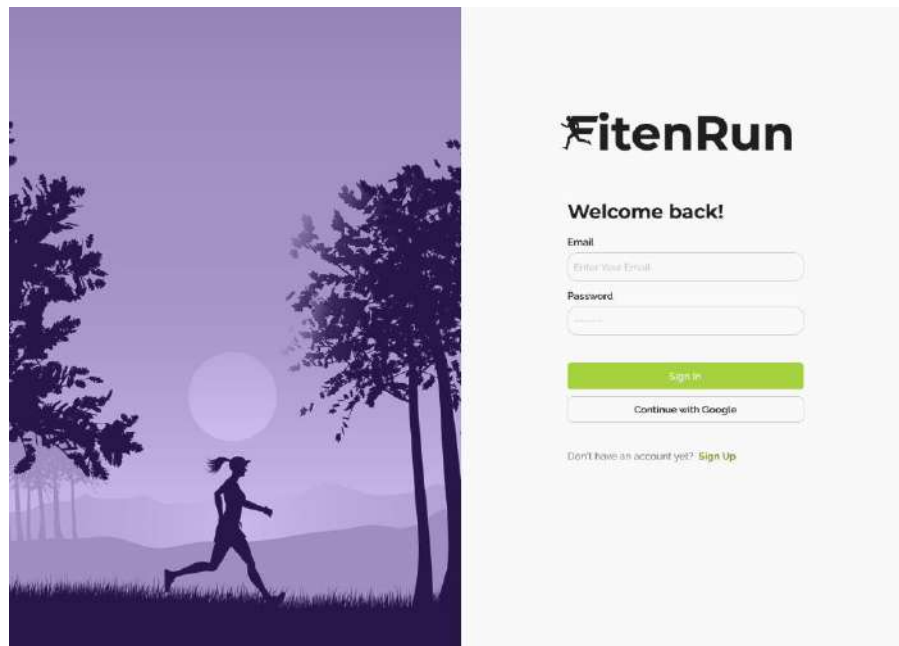 FitenRun
Welcome back!
Email
Enter Your Email
Password
Sign In
Continue with Google
Don't have an account yet? Sign Up